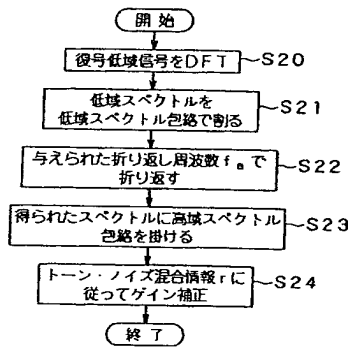 開 始
復号低域信号をDFT
S20
低域スペクトルを
低域スペクトル包絡で割る
S21
与えられた折り返し周波数fₐで
折り返す
S22
得られたスペクトルに高域スペクトル
包絡を掛ける
S23
トーン・ノイズ混合情報rに
従ってゲイン補正
S24
終 了